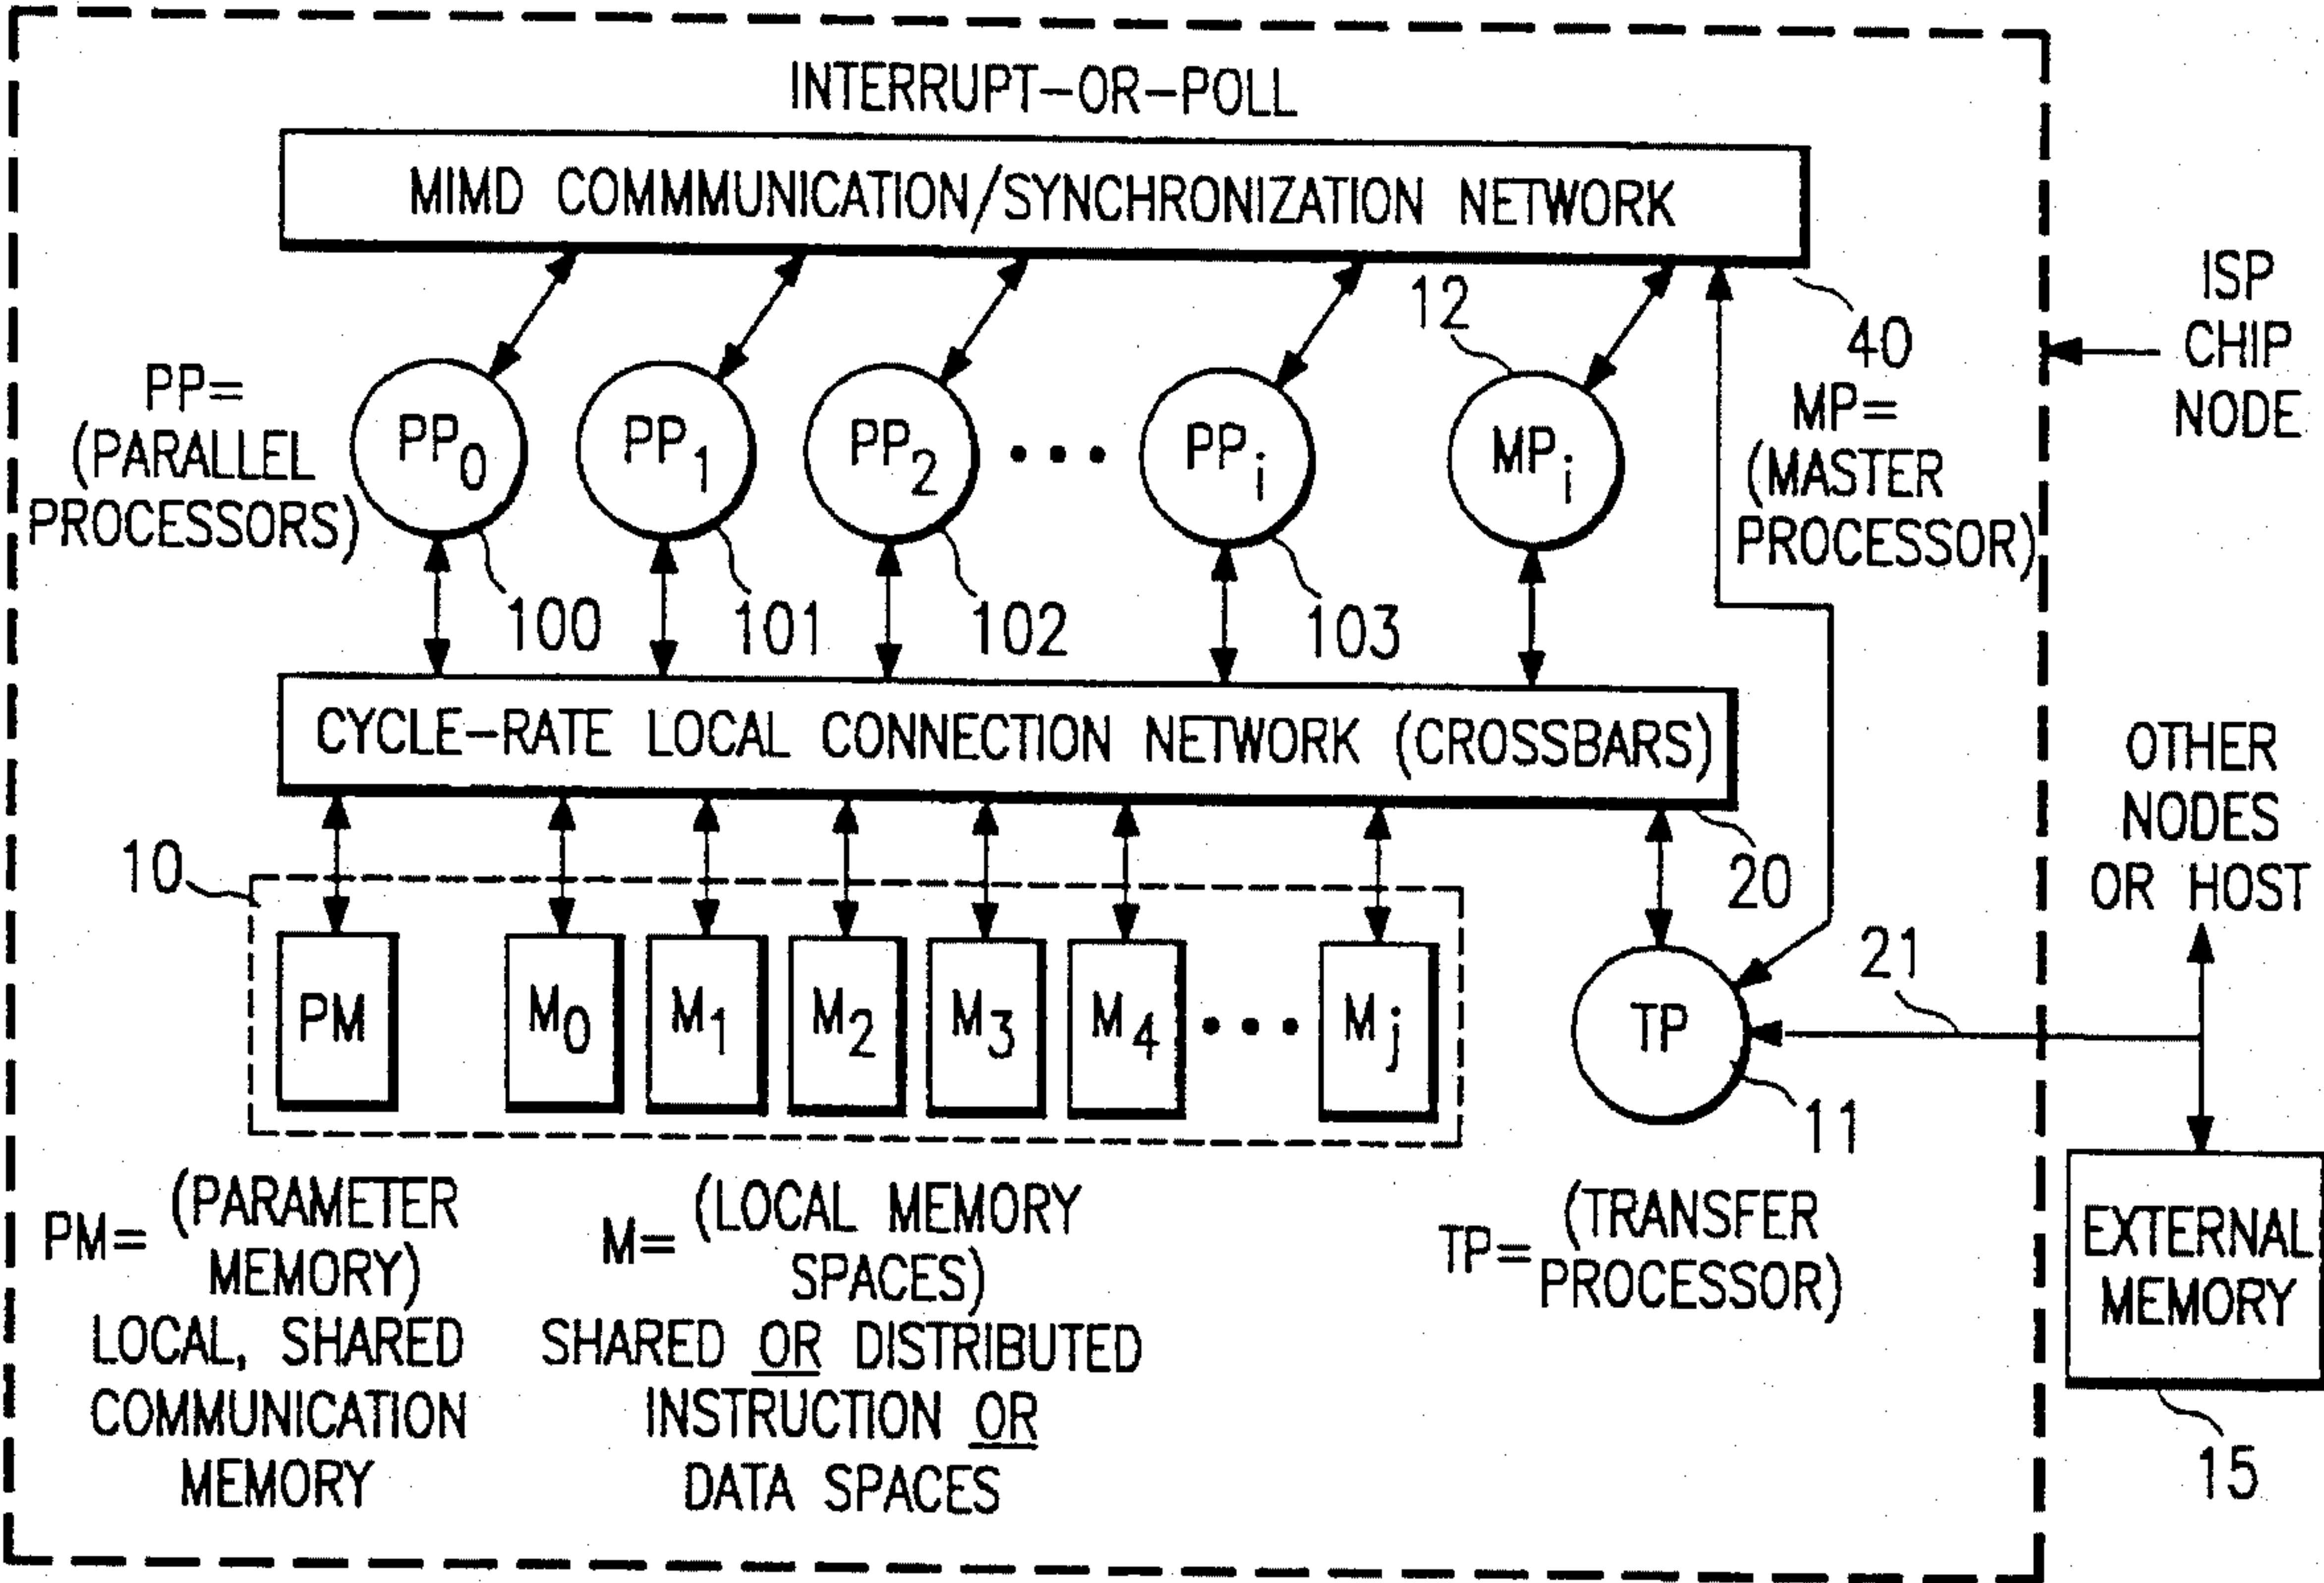 INTERRUPT-OR-POLL
MIMD COMMMUNICATION/SYNCHRONIZATION NETWORK
12
40
ISP
CHIP
NODE
PP=
(PARALLEL
PROCESSORS)
PP0
PP1
PP2
• • •
PPi
MPi
MP=
(MASTER
PROCESSOR)
100
101
102
103
CYCLE-RATE LOCAL CONNECTION NETWORK (CROSSBARS)
OTHER
NODES
OR HOST
10
20
21
PM
M0
M1
M2
M3
M4
• • •
Mj
TP
11
PM= (PARAMETER
MEMORY)
LOCAL, SHARED
COMMUNICATION
MEMORY
M= (LOCAL MEMORY
SPACES)
SHARED OR DISTRIBUTED
INSTRUCTION OR
DATA SPACES
TP= (TRANSFER
PROCESSOR)
EXTERNAL
MEMORY
15